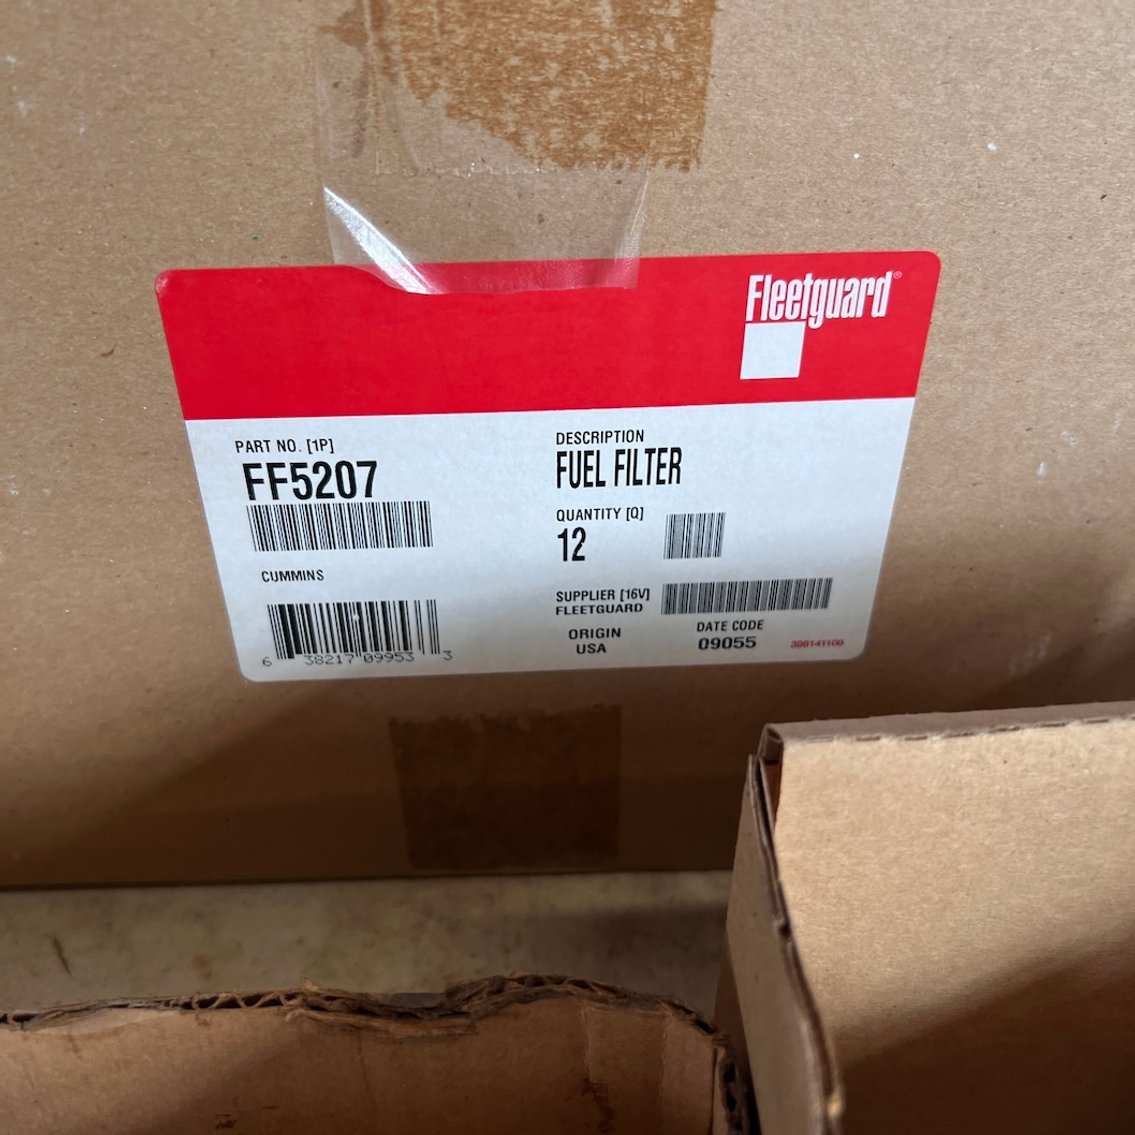 Fleetguard®
PART NO. [1P]
FF5207
DESCRIPTION
FUEL FILTER
QUANTITY [Q]
12
CUMMINS
SUPPLIER [16V]
FLEETGUARD
ORIGIN
USA
DATE CODE
09055
300141100
6 38217 09953 3